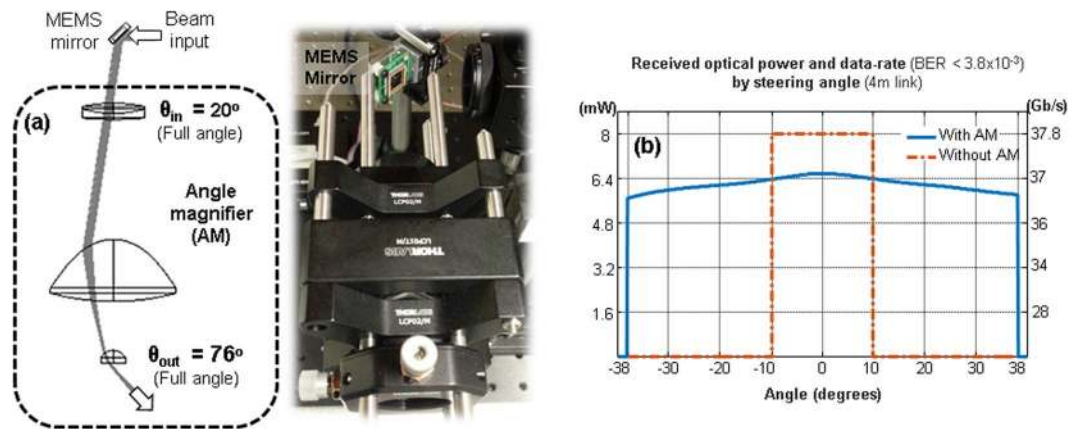 MEMS mirror
Beam input
(a)
θin = 20º
(Full angle)
Angle
magnifier
(AM)
θout = 76º
(Full angle)
MEMS
Mirror
THORLABS
LCP02/M
THORLABS
THORLABS
LCP02/M
Received optical power and data-rate (BER < 3.8x10-3)
by steering angle (4m link)
(mW)
(Gb/s)
(b)
With AM
Without AM
8
6.4
4.8
3.2
1.6
37.8
37
36
34
28
-38
-30
-20
-10
0
10
20
30
38
Angle (degrees)